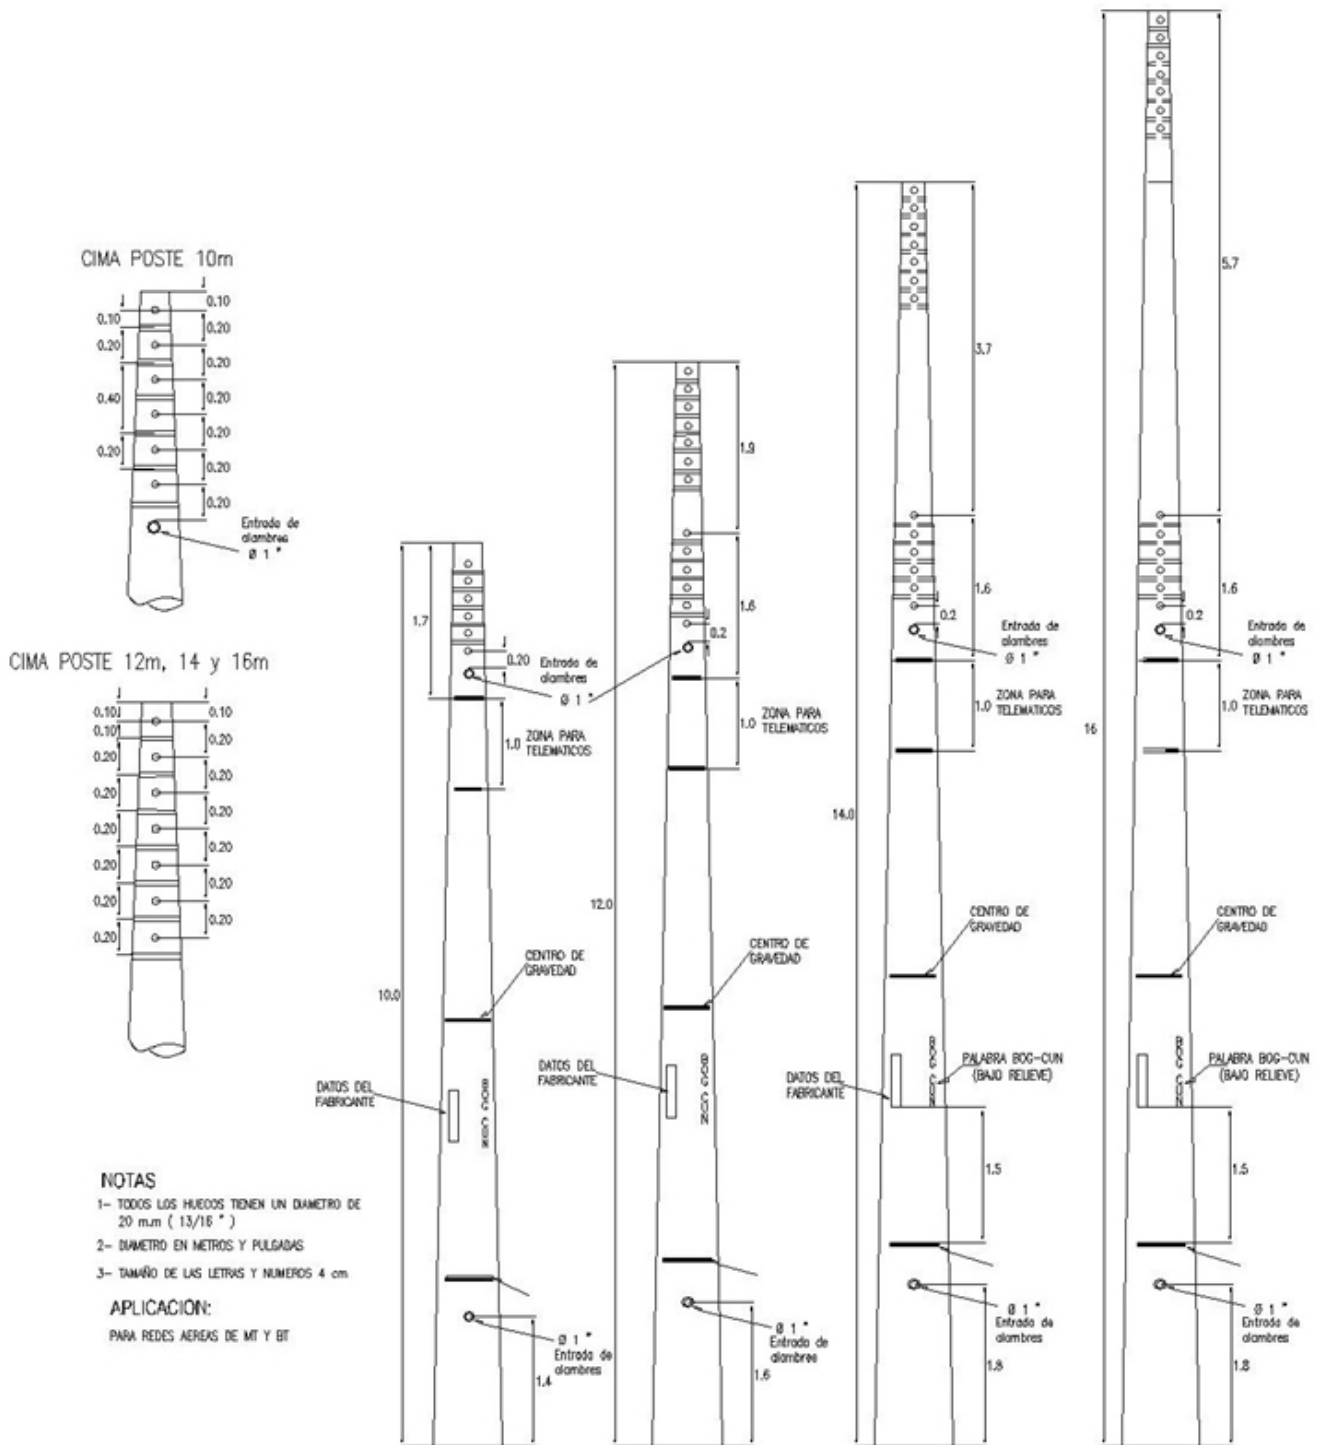 CIMA POSTE 10m
0.10
0.10
0.20
0.20
0.20
0.40
0.20
0.20
0.20
0.20
0.20
Entrada de
alambres
Ø 1 "
CIMA POSTE 12m, 14 y 16m
0.10
0.10
0.10
0.20
0.20
0.20
0.20
0.20
0.20
0.20
0.20
0.20
0.20
0.20
0.20
NOTAS
1- TODOS LOS HUECOS TIENEN UN DIAMETRO DE
20 m.m ( 13/16 " )
2- DIAMETRO EN METROS Y PULGADAS
3- TAMAÑO DE LAS LETRAS Y NUMEROS 4 cm
APLICACION:
PARA REDES AEREAS DE MT Y BT
10.0
1.7
0.20
Entrada de
alambres
Ø 1 "
1.0
ZONA PARA
TELEMATICOS
CENTRO DE
GRAVEDAD
DATOS DEL
FABRICANTE
BOG CUN
Ø 1 "
Entrada de
alambres
1.4
12.0
1.9
1.6
0.2
1.0
ZONA PARA
TELEMATICOS
CENTRO DE
GRAVEDAD
DATOS DEL
FABRICANTE
BOG CUN
Ø 1 "
Entrada de
alambres
1.6
14.0
3.7
1.6
0.2
Entrada de
alambres
Ø 1 "
ZONA PARA
1.0 TELEMATICOS
CENTRO DE
GRAVEDAD
DATOS DEL
FABRICANTE
BOG CUN
PALABRA BOG-CUN
(BAJO RELIEVE)
1.5
Ø 1 "
Entrada de
alambres
1.8
16
5.7
1.6
0.2
Entrada de
alambres
Ø 1 "
ZONA PARA
1.0 TELEMATICOS
CENTRO DE
GRAVEDAD
BOG CUN
PALABRA BOG-CUN
(BAJO RELIEVE)
1.5
Ø 1 "
Entrada de
alambres
1.8